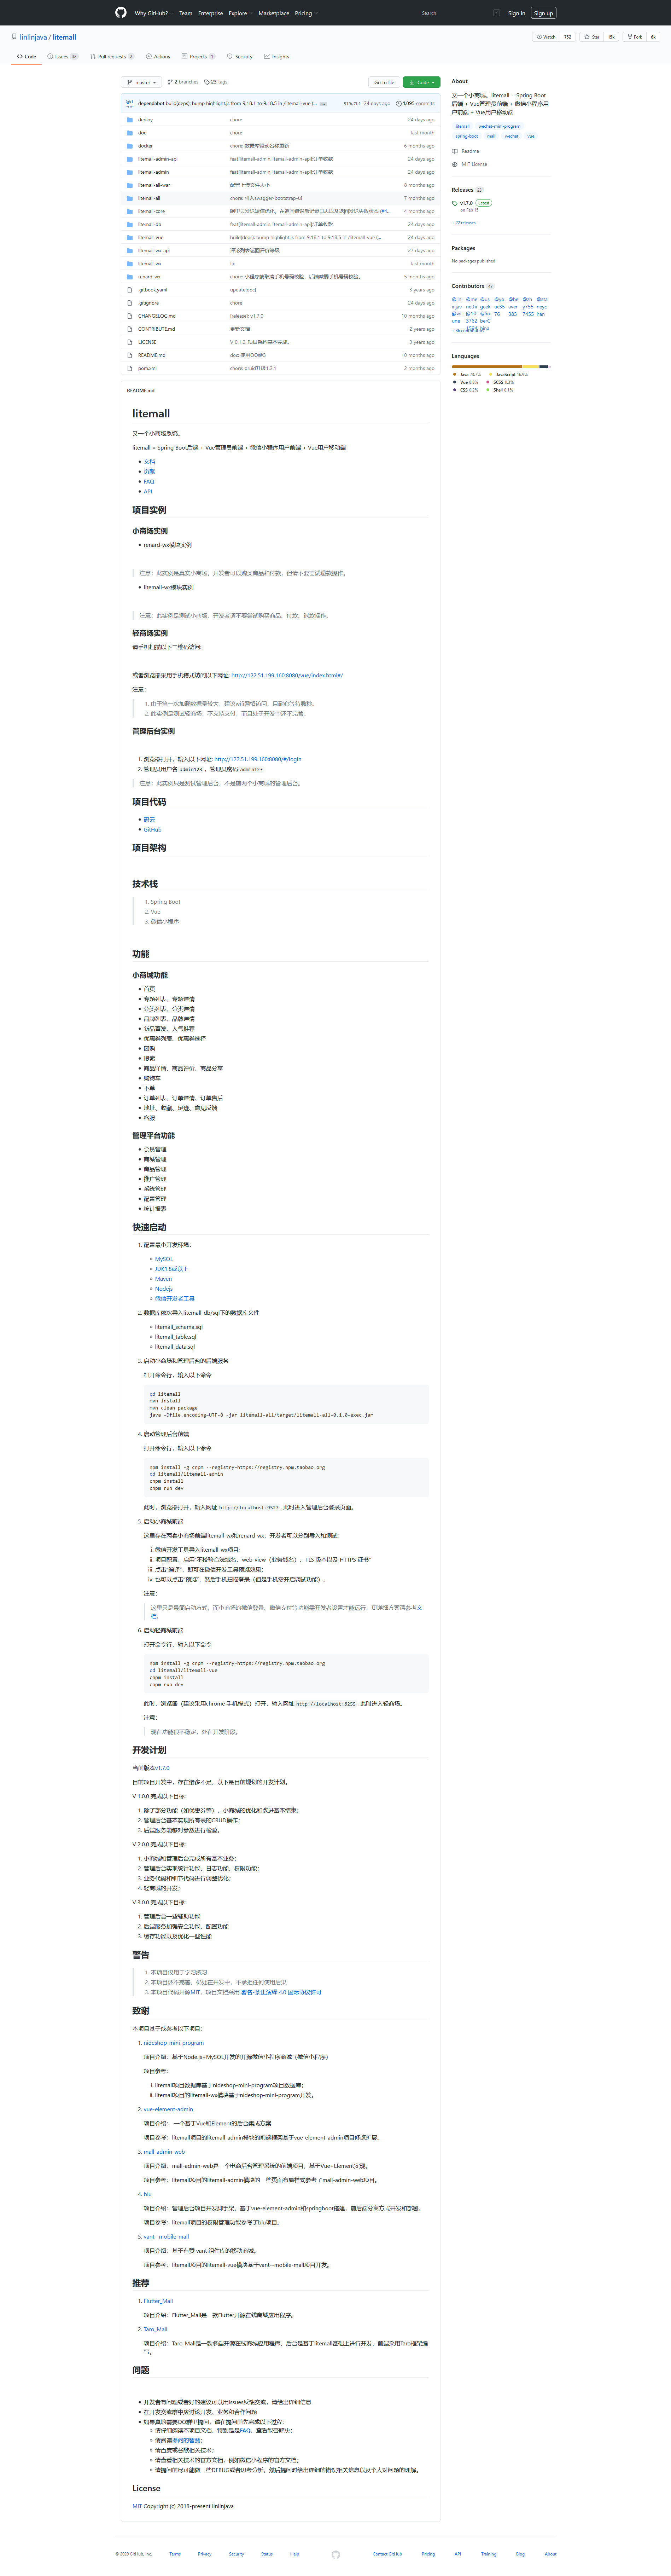 Why GitHub?
Team
Enterprise
Explore
Marketplace
Pricing
Search
Sign in
Sign up
linlinjava / litemall
Watch 752
Star 15k
Fork 6k
Code
Issues 32
Pull requests 2
Actions
Projects 1
Security
Insights
master
2 branches
23 tags
Go to file
Code
dependabot build(deps): bump highlight.js from 9.18.1 to 9.18.5 in /litemall-vue (…
24 days ago
1,095 commits
deploy chore 24 days ago
doc chore last month
docker chore: 数据库驱动名称更新 6 months ago
litemall-admin-api feat[litemall-admin,litemall-admin-api]:订单收款 24 days ago
litemall-admin feat[litemall-admin,litemall-admin-api]:订单收款 24 days ago
litemall-all-war 配置上传文件大小 8 months ago
litemall-all chore: 引入swagger-bootstrap-ui 7 months ago
litemall-core 4 months ago
litemall-db feat[litemall-admin,litemall-admin-api]:订单收款 24 days ago
litemall-vue build(deps): bump highlight.js from 9.18.1 to 9.18.5 in /litemall-vue (… 24 days ago
litemall-wx-api 评论列表返回评价等级 27 days ago
litemall-wx fix last month
renard-wx chore: 小程序端取消手机号码校验，后端减弱手机号码校验。 5 months ago
.gitbook.yaml update[doc] 3 years ago
.gitignore chore 24 days ago
CHANGELOG.md [release]: v1.7.0 10 months ago
CONTRIBUTE.md 更新文档 2 years ago
LICENSE V 0.1.0. 项目架构基本完成。 3 years ago
README.md doc: 使用QQ群3 10 months ago
pom.xml chore: druid升级1.2.1 2 months ago
About
又一个小商城。litemall = Spring Boot后端 + Vue管理员前端 + 微信小程序用户前端 + Vue用户移动端
litemall
wechat-mini-program
spring-boot
mall
wechat
vue
Readme
MIT License
Releases 23
v1.7.0 Latest
on Feb 15
+ 22 releases
Packages
No packages published
Contributors 47
Languages
Java 75.7%
JavaScript 16.8%
Vue 6.6%
SCSS 0.5%
CSS 0.2%
Shell 0.1%
README.md
litemall
又一个小商场系统。
litemall = Spring Boot后端 + Vue管理员前端 + 微信小程序用户前端 + Vue用户移动端
文档
贡献
FAQ
API
项目实例
小商场实例
renard-wx模块实例
注意：此实例是真实小商场，开发者可以购买商品和付款，但请不要尝试退款操作。
litemall-wx模块实例
注意：此实例是测试小商场，开发者请不要尝试购买商品、付款、退款操作。
轻商场实例
请手机扫描以下二维码访问:
或者浏览器采用手机模式访问以下网址: http://122.51.199.160:8080/vue/index.html#/
注意：
1. 由于第一次加载数据量较大，建议wifi网络访问，且耐心等待数秒。
2. 此实例是测试轻商场，不支持支付，而且处于开发中还不完善。
管理后台实例
1. 浏览器打开，输入以下网址: http://122.51.199.160:8080/#/login
2. 管理员用户名 admin123 ，管理员密码 admin123
注意：此实例只是测试管理后台，不是前两个小商城的管理后台。
项目代码
码云
GitHub
项目架构
技术栈
1. Spring Boot
2. Vue
3. 微信小程序
功能
小商城功能
首页
专题列表、专题详情
分类列表、分类详情
品牌列表、品牌详情
新品首发、人气推荐
优惠券列表、优惠券选择
团购
搜索
商品详情、商品评价、商品分享
购物车
下单
订单列表、订单详情、订单售后
地址、收藏、足迹、意见反馈
客服
管理平台功能
会员管理
商城管理
商品管理
推广管理
系统管理
配置管理
统计报表
快速启动
1. 配置最小开发环境：
MySQL
JDK1.8或以上
Maven
Nodejs
微信开发者工具
2. 数据库依次导入litemall-db/sql下的数据库文件
litemall_schema.sql
litemall_table.sql
litemall_data.sql
3. 启动小商场和管理后台的后端服务
打开命令行，输入以下命令
cd litemall
mvn install
mvn clean package
java -Dfile.encoding=UTF-8 -jar litemall-all/target/litemall-all-0.1.0-exec.jar
4. 启动管理后台前端
打开命令行，输入以下命令
npm install -g cnpm --registry=https://registry.npm.taobao.org
cd litemall/litemall-admin
cnpm install
cnpm run dev
此时，浏览器打开，输入网址 http://localhost:9527 , 此时进入管理后台登录页面。
5. 启动小商城前端
这里存在两套小商场前端litemall-wx和renard-wx，开发者可以分别导入和测试：
i. 微信开发工具导入litemall-wx项目;
ii. 项目配置，启用“不校验合法域名、web-view（业务域名）、TLS 版本以及 HTTPS 证书”
iii. 点击“编译”，即可在微信开发工具预览效果;
iv. 也可以点击“预览”，然后手机扫描登录（但是手机需开启调试功能）。
注意：
这里只是最简启动方式，而小商场的微信登录、微信支付等功能需开发者设置才能运行，更详细方案请参考文档。
6. 启动轻商城前端
打开命令行，输入以下命令
npm install -g cnpm --registry=https://registry.npm.taobao.org
cd litemall/litemall-vue
cnpm install
cnpm run dev
此时，浏览器（建议采用chrome 手机模式）打开，输入网址 http://localhost:6255 , 此时进入轻商场。
注意：
现在功能很不稳定，处在开发阶段。
开发计划
当前版本v1.7.0
目前项目开发中，存在诸多不足，以下是目前规划的开发计划。
V 1.0.0 完成以下目标：
1. 除了部分功能（如优惠券等），小商城的优化和改进基本结束；
2. 管理后台基本实现所有表的CRUD操作;
3. 后端服务能够对参数进行检验。
V 2.0.0 完成以下目标：
1. 小商城和管理后台完成所有基本业务；
2. 管理后台实现统计功能、日志功能、权限功能；
3. 业务代码和细节代码进行调整优化；
4. 轻商城的开发；
V 3.0.0 完成以下目标：
1. 管理后台一些辅助功能
2. 后端服务加强安全功能、配置功能
3. 缓存功能以及优化一些性能
警告
1. 本项目仅用于学习练习
2. 本项目还不完善，仍处在开发中，不承担任何使用后果
3. 本项目代码开源MIT，项目文档采用 署名-禁止演绎 4.0 国际协议许可
致谢
本项目基于或参考以下项目：
1. nideshop-mini-program
项目介绍：基于Node.js+MySQL开发的开源微信小程序商城（微信小程序）
项目参考：
i. litemall项目数据库基于nideshop-mini-program项目数据库；
ii. litemall项目的litemall-wx模块基于nideshop-mini-program开发。
2. vue-element-admin
项目介绍： 一个基于Vue和Element的后台集成方案
项目参考：litemall项目的litemall-admin模块的前端框架基于vue-element-admin项目修改扩展。
3. mall-admin-web
项目介绍：mall-admin-web是一个电商后台管理系统的前端项目，基于Vue+Element实现。
项目参考：litemall项目的litemall-admin模块的一些页面布局样式参考了mall-admin-web项目。
4. biu
项目介绍：管理后台项目开发脚手架，基于vue-element-admin和springboot搭建，前后端分离方式开发和部署。
项目参考：litemall项目的权限管理功能参考了biu项目。
5. vant--mobile-mall
项目介绍：基于有赞 vant 组件库的移动商城。
项目参考：litemall项目的litemall-vue模块基于vant--mobile-mall项目开发。
推荐
1. Flutter_Mall
项目介绍：Flutter_Mall是一款Flutter开源在线商城应用程序。
2. Taro_Mall
项目介绍：Taro_Mall是一款多端开源在线商城应用程序，后台是基于litemall基础上进行开发，前端采用Taro框架编写。
问题
开发者有问题或者好的建议可以用Issues反馈交流，请给出详细信息
在开发交流群中应讨论开发、业务和合作问题
如果真的需要QQ群里提问，请在提问前先完成以下过程：
请仔细阅读本项目文档，特别是是FAQ，查看能否解决；
请阅读提问的智慧；
请百度或谷歌相关技术；
请查看相关技术的官方文档，例如微信小程序的官方文档；
请提问前尽可能做一些DEBUG或者思考分析，然后提问时给出详细的错误相关信息以及个人对问题的理解。
License
MIT Copyright (c) 2018-present linlinjava
© 2020 GitHub, Inc.
Terms
Privacy
Security
Status
Help
Contact GitHub
Pricing
API
Training
Blog
About